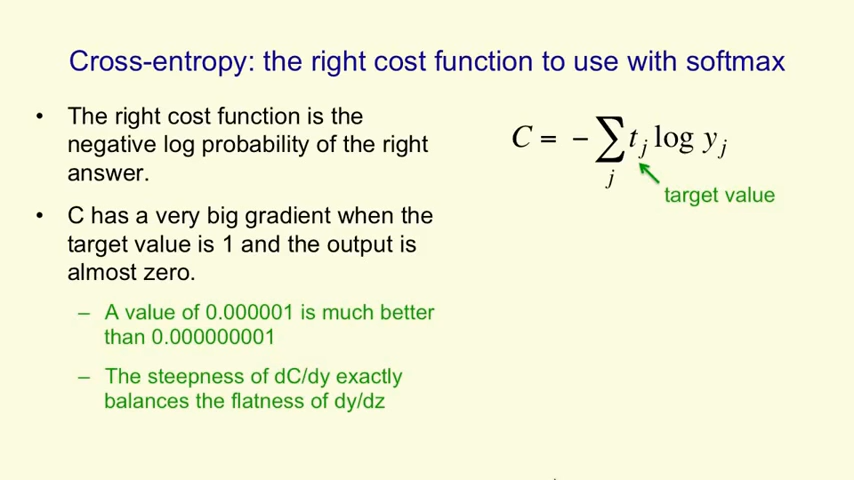 Cross-entropy: the right cost function to use with softmax
• The right cost function is the
negative log probability of the right
answer.
• C has a very big gradient when the
target value is 1 and the output is
almost zero.
– A value of 0.000001 is much better
than 0.000000001
– The steepness of dC/dy exactly
balances the flatness of dy/dz
C = − ∑_j t_j log y_j
target value